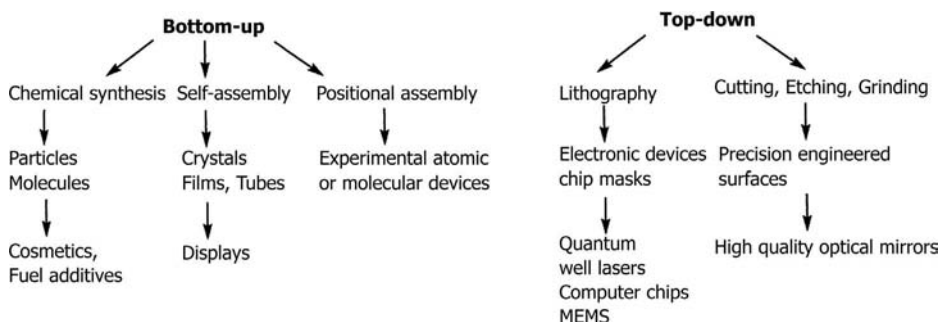 Bottom-up
Chemical synthesis
Self-assembly
Positional assembly
Particles
Molecules
Crystals
Films, Tubes
Experimental atomic
or molecular devices
Cosmetics,
Fuel additives
Displays
Top-down
Lithography
Cutting, Etching, Grinding
Electronic devices
chip masks
Precision engineered
surfaces
Quantum
well lasers
Computer chips
MEMS
High quality optical mirrors